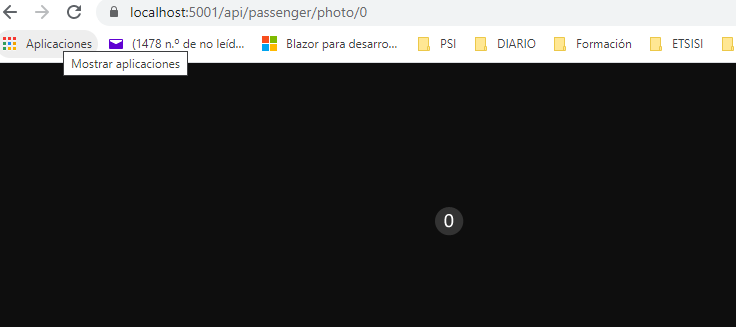 localhost:5001/api/passenger/photo/0
Aplicaciones (1478 n.º de no leíd... Blazor para desarro... PSI DIARIO Formación ETSISI
Mostrar aplicaciones
0